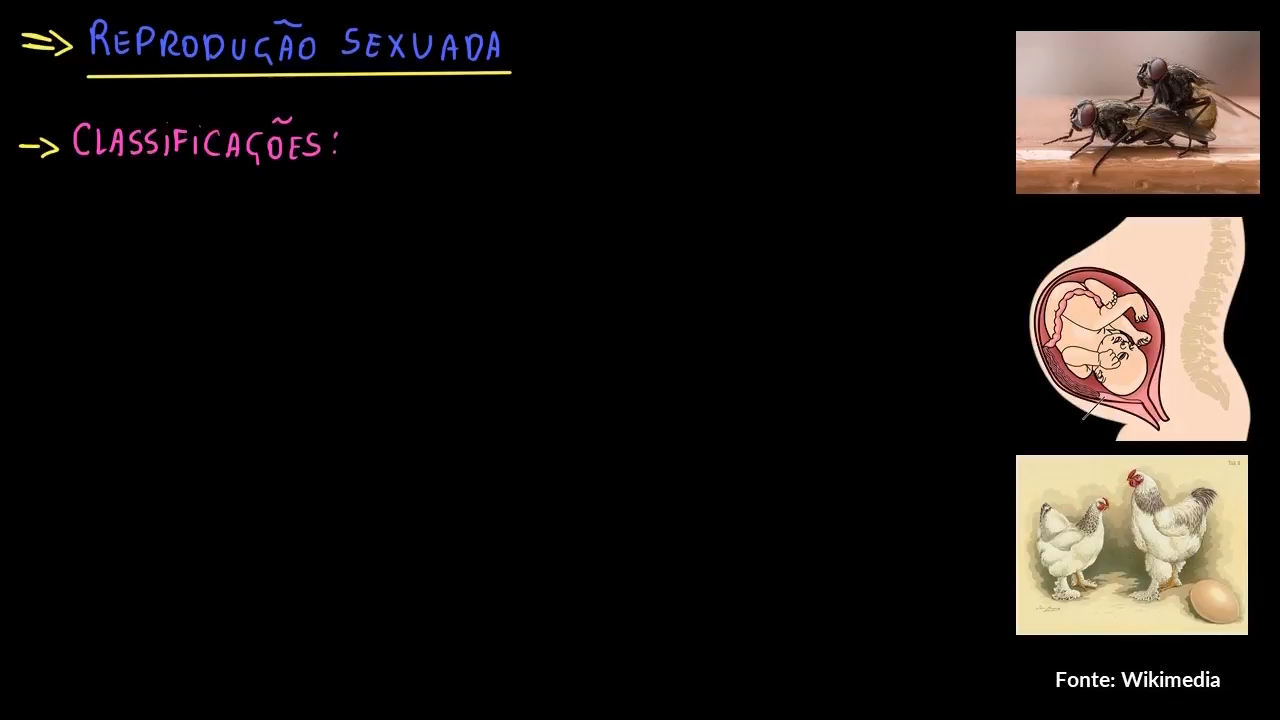 ⇒ REPRODUÇÃO SEXUADA
→ CLASSIFICAÇÕES:
Fonte: Wikimedia